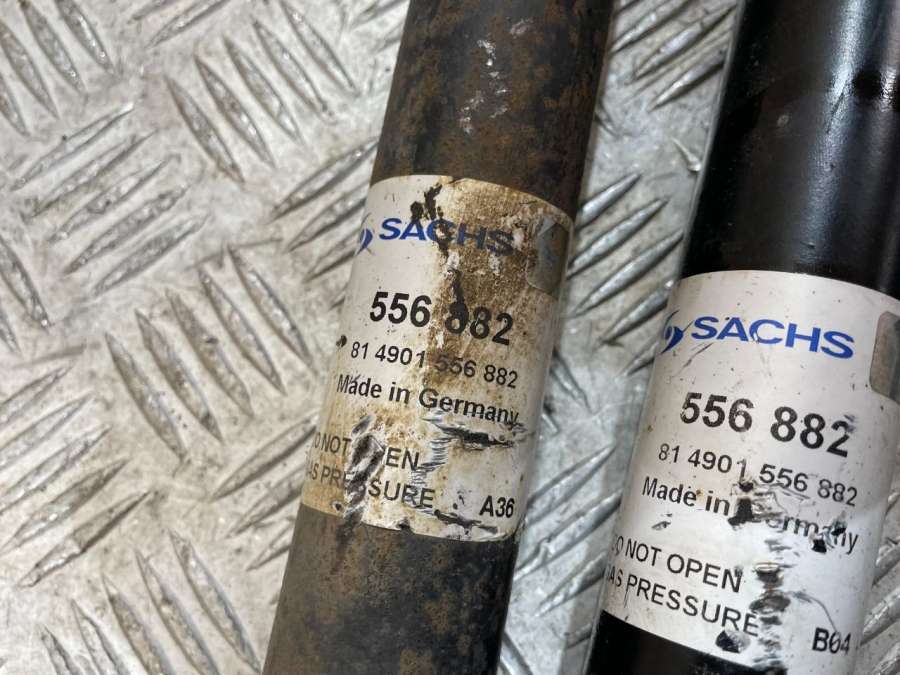 SACHS
556 882
81 4901 556 882
Made in Germany
NOT OPEN
PRESSURE
A36
SACHS
556 882
81 4901 556 882
Made in Germany
NOT OPEN
PRESSURE
B04